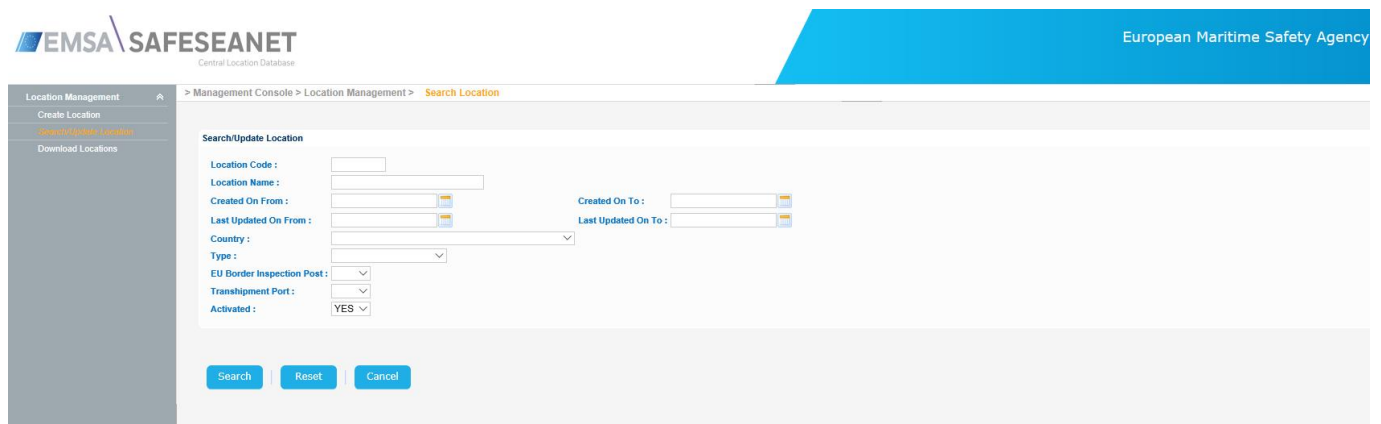 EMSA SAFESEANET
Central Location Database
European Maritime Safety Agency
Location Management
Create Location
Search/Update Location
Download Locations
> Management Console > Location Management > Search Location
Search/Update Location
Location Code :
Location Name :
Created On From : Created On To :
Last Updated On From : Last Updated On To :
Country :
Type :
EU Border Inspection Post :
Transhipment Port :
Activated : YES
Search Reset Cancel